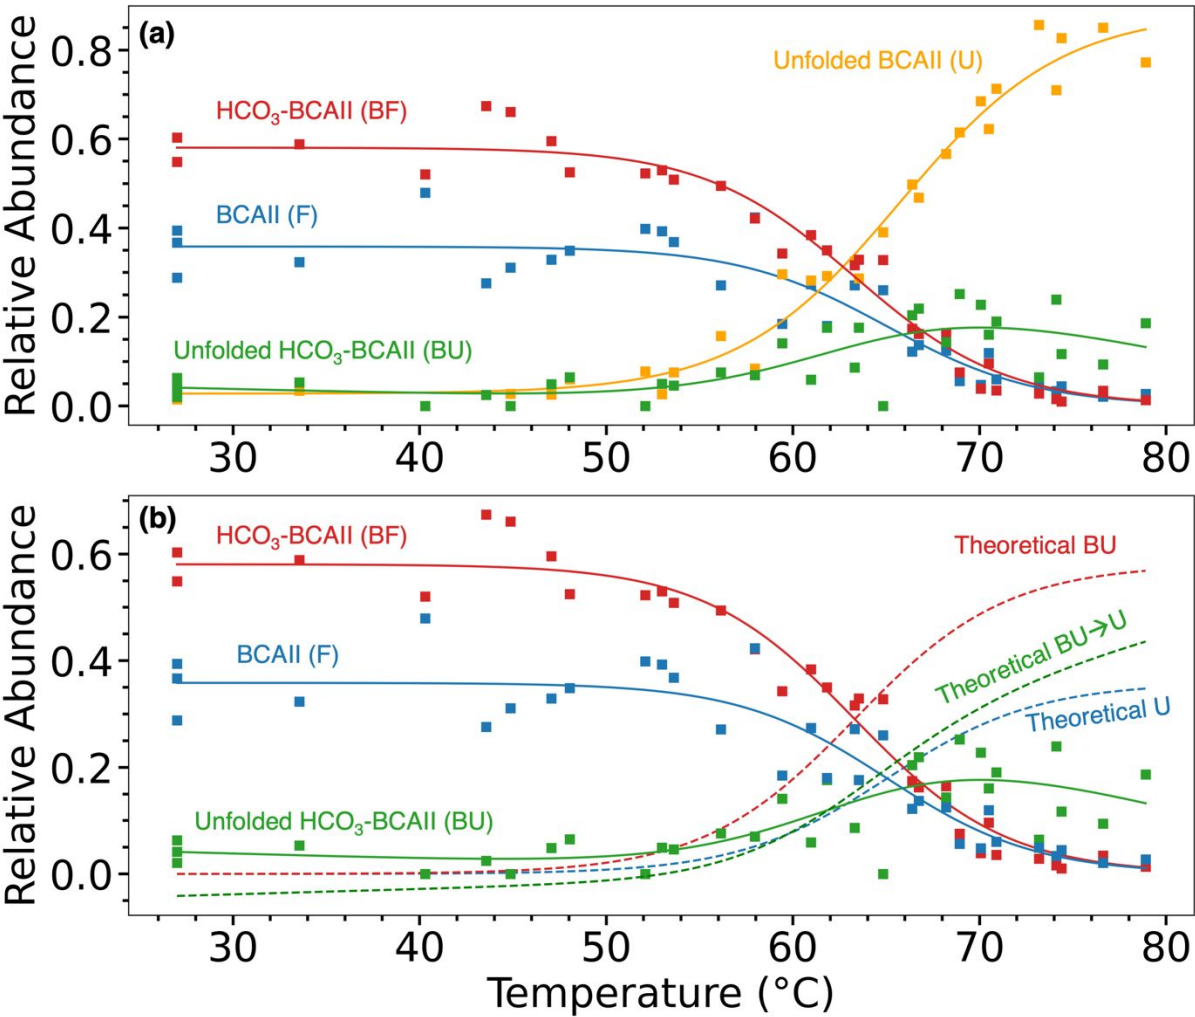 (a)
Unfolded BCAII (U)
HCO₃-BCAII (BF)
BCAII (F)
Unfolded HCO₃-BCAII (BU)
Relative Abundance
0.8
0.6
0.4
0.2
0.0
30 40 50 60 70 80
(b)
HCO₃-BCAII (BF)
Theoretical BU
Theoretical BU→U
BCAII (F)
Theoretical U
Unfolded HCO₃-BCAII (BU)
Relative Abundance
0.6
0.4
0.2
0.0
30 40 50 60 70 80
Temperature (°C)